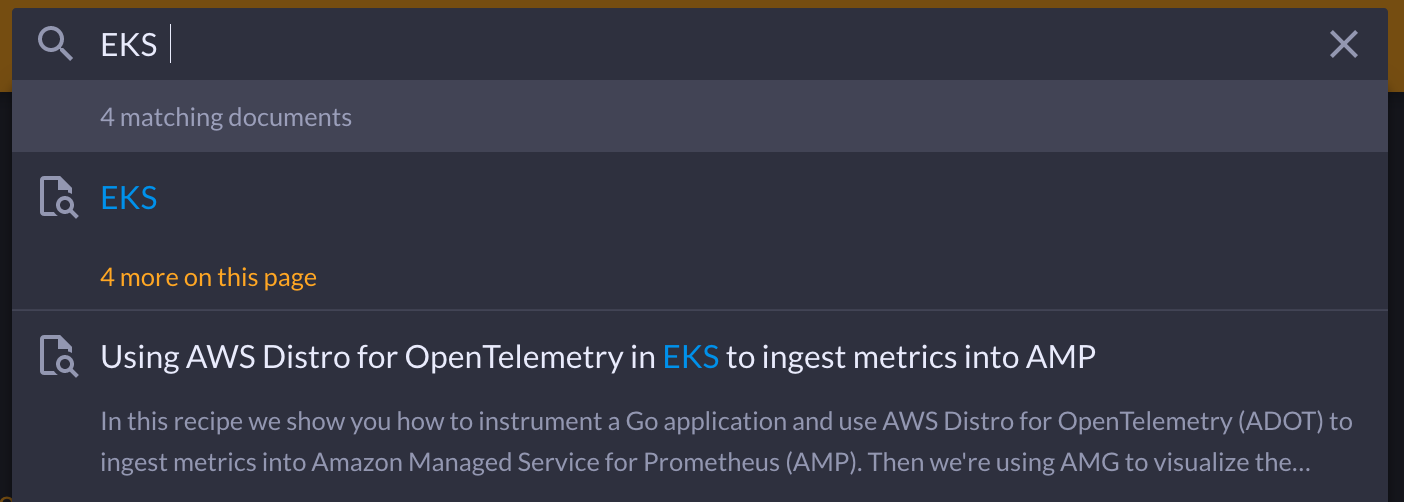 EKS
4 matching documents
EKS
4 more on this page
Using AWS Distro for OpenTelemetry in EKS to ingest metrics into AMP
In this recipe we show you how to instrument a Go application and use AWS Distro for OpenTelemetry (ADOT) to
ingest metrics into Amazon Managed Service for Prometheus (AMP). Then we're using AMG to visualize the...